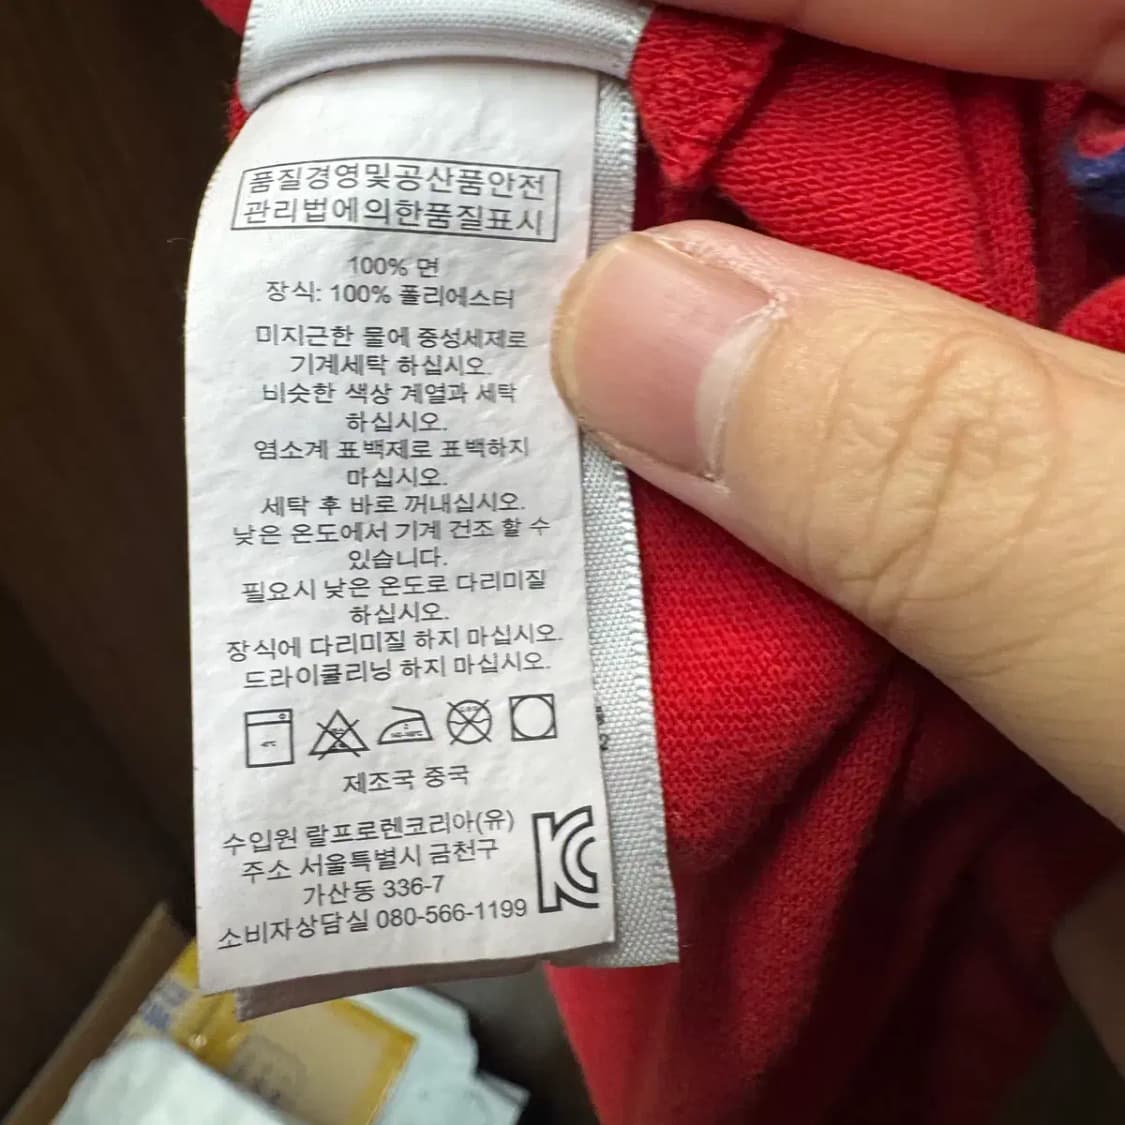 품질경영및공산품안전
관리법에의한품질표시
100% 면
장식: 100% 폴리에스터
미지근한 물에 중성세제로
기계세탁 하십시오.
비슷한 색상 계열과 세탁
하십시오.
염소계 표백제로 표백하지
마십시오.
세탁 후 바로 꺼내십시오.
낮은 온도에서 기계 건조 할 수
있습니다.
필요시 낮은 온도로 다리미질
하십시오.
장식에 다리미질 하지 마십시오.
드라이클리닝 하지 마십시오.
제조국 중국
수입원 랄프로렌코리아(유)
주소 서울특별시 금천구
가산동 336-7
소비자상담실 080-566-1199